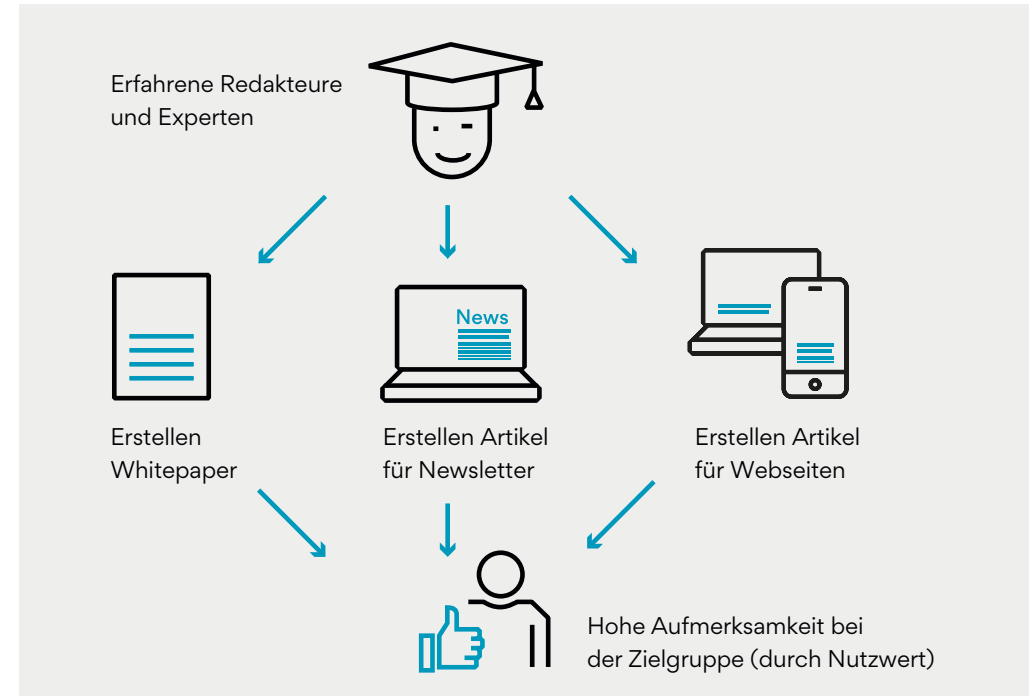 Erfahrene Redakteure
und Experten
News
Erstellen
Whitepaper
Erstellen Artikel
für Newsletter
Erstellen Artikel
für Webseiten
Hohe Aufmerksamkeit bei
der Zielgruppe (durch Nutzwert)